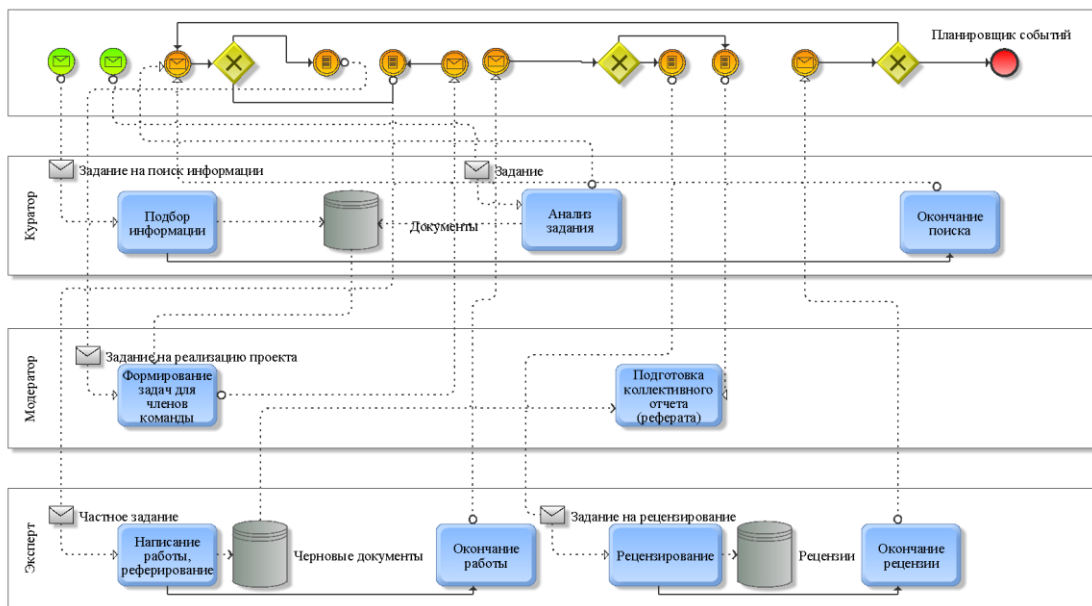 Планировщик событий
Куратор
Задание на поиск информации
Задание
Подбор
информации
Документы
Анализ
задания
Окончание
поиска
Модератор
Задание на реализацию проекта
Формирование
задач для
членов
команды
Подготовка
коллективного
отчета
(реферата)
Эксперт
Частное задание
Задание на рецензирование
Написание
работы,
реферирование
Черновые документы
Окончание
работы
Рецензирование
Рецензии
Окончание
рецензии